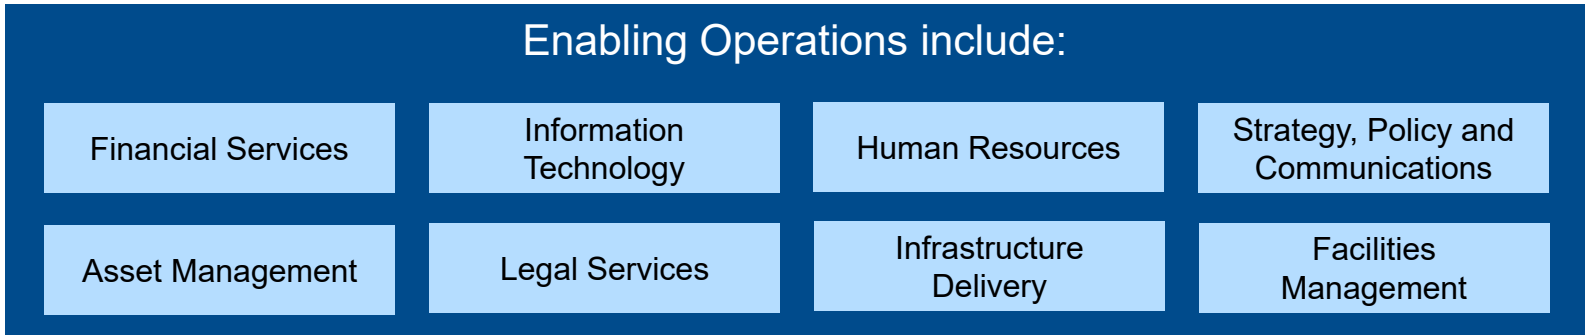 Enabling Operations include:
Financial Services
Information
Technology
Human Resources
Strategy, Policy and
Communications
Asset Management
Legal Services
Infrastructure
Delivery
Facilities
Management